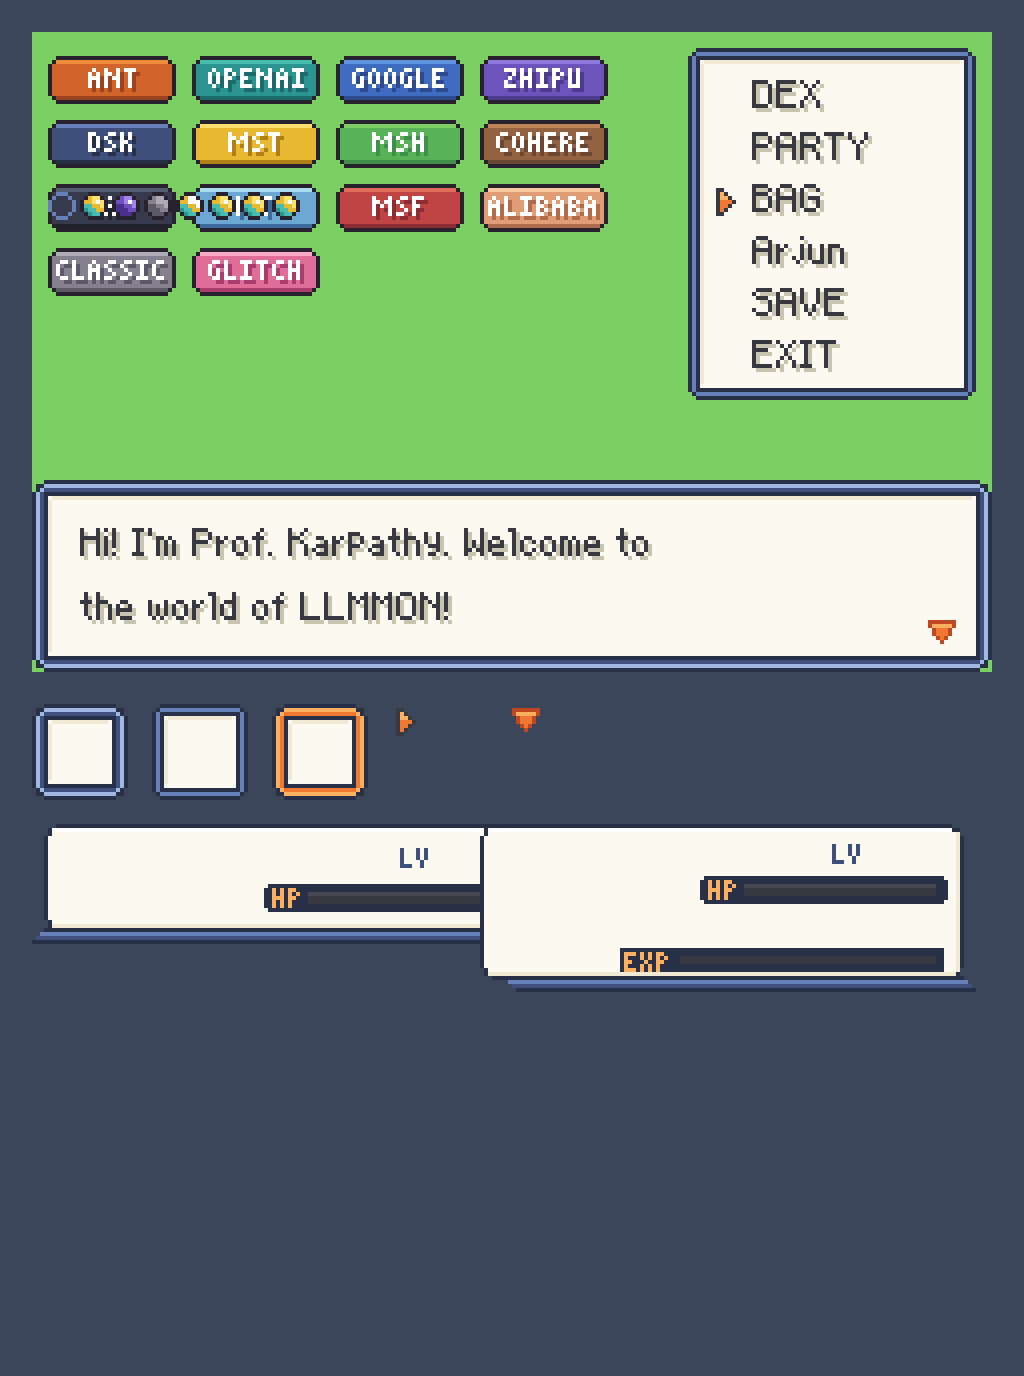 ANT OPENAI GOOGLE ZHIPU
DSK MST MSH COHERE
MSF ALIBABA
CLASSIC GLITCH
DEX
PARTY
BAG
Arjun
SAVE
EXIT
Hi! I'm Prof. Karpathy. Welcome to
the world of LLMMON!
LV
HP
LV
HP
EXP